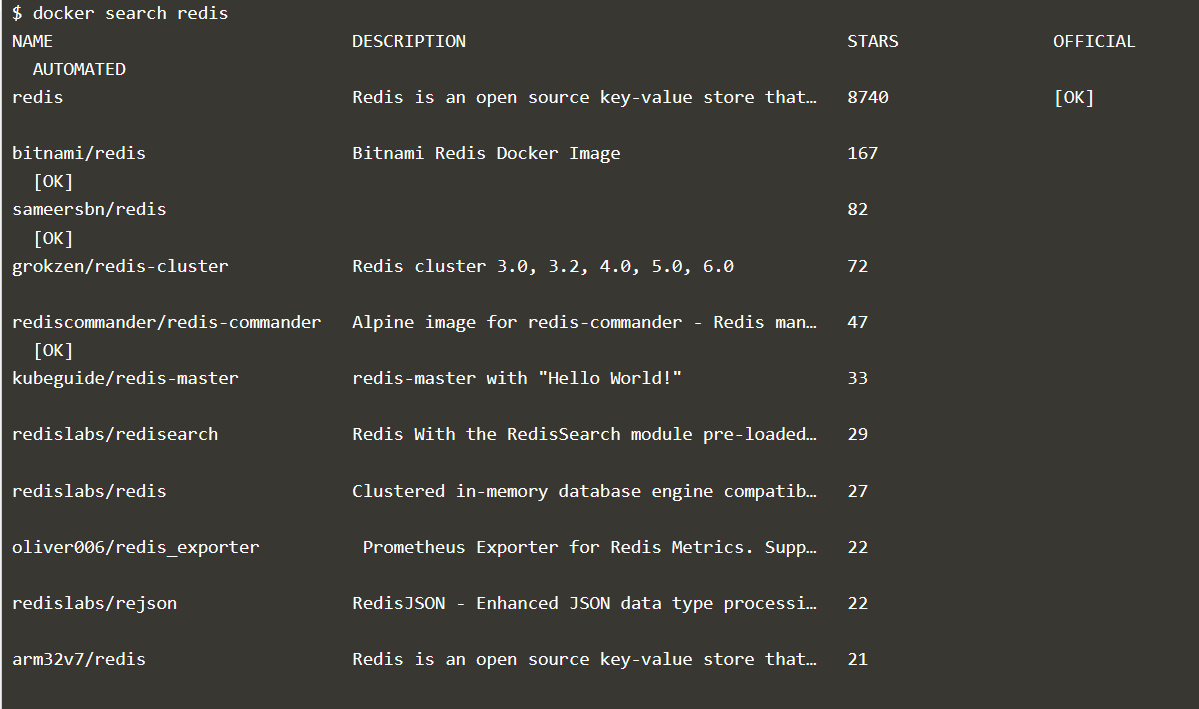 $ docker search redis
NAME                             DESCRIPTION                                     STARS               OFFICIAL
  AUTOMATED
redis                            Redis is an open source key-value store that…   8740                [OK]
bitnami/redis                    Bitnami Redis Docker Image                      167
  [OK]
sameersbn/redis                                                                  82
  [OK]
grokzen/redis-cluster            Redis cluster 3.0, 3.2, 4.0, 5.0, 6.0           72
rediscommander/redis-commander   Alpine image for redis-commander - Redis man…   47
  [OK]
kubeguide/redis-master           redis-master with "Hello World!"                33
redislabs/redisearch             Redis With the RedisSearch module pre-loaded…   29
redislabs/redis                  Clustered in-memory database engine compatib…   27
oliver006/redis_exporter          Prometheus Exporter for Redis Metrics. Supp…   22
redislabs/rejson                 RedisJSON - Enhanced JSON data type processi…   22
arm32v7/redis                    Redis is an open source key-value store that…   21